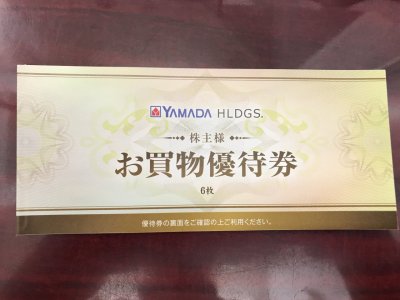 YAMADA HLDGS.
株主様
お買物優待券
6枚
優待券の裏面をご確認の上ご利用ください。